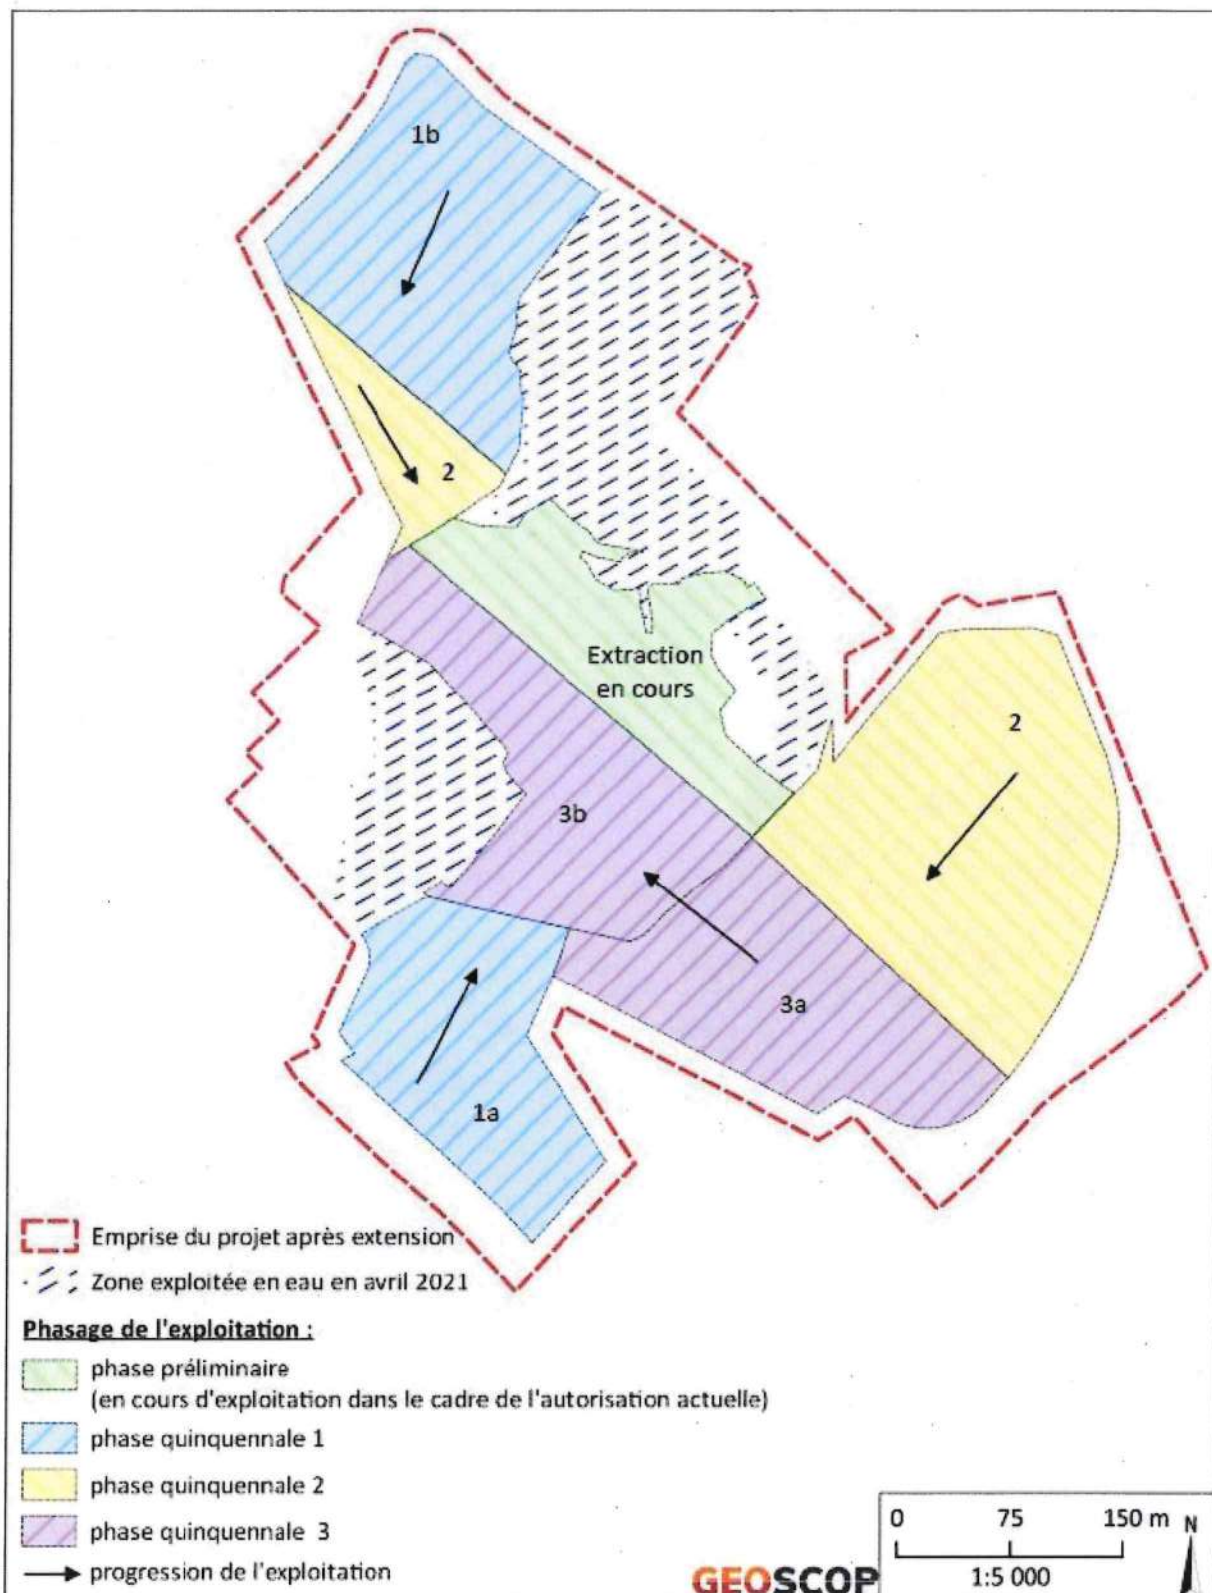 1b
2
Extraction
en cours
2
3b
3a
1a
Emprise du projet après extension
Zone exploitée en eau en avril 2021
Phasage de l'exploitation :
phase préliminaire
(en cours d'exploitation dans le cadre de l'autorisation actuelle)
phase quinquennale 1
phase quinquennale 2
phase quinquennale 3
progression de l'exploitation
GEOSCOP
0 75 150 m N
1:5 000